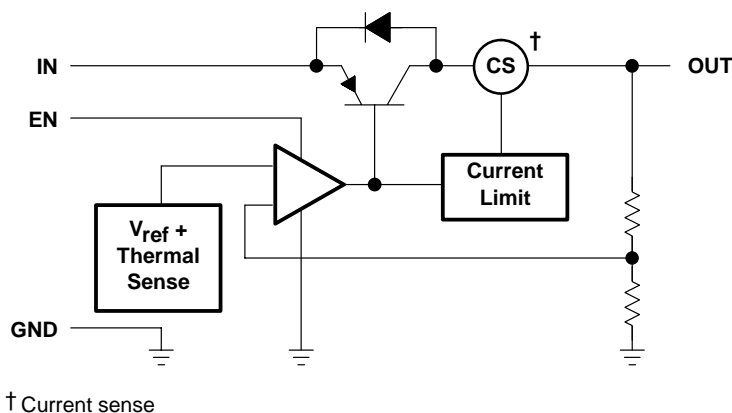 †
IN
CS
OUT
EN
Current
Limit
Vref +
Thermal
Sense
GND
† Current sense